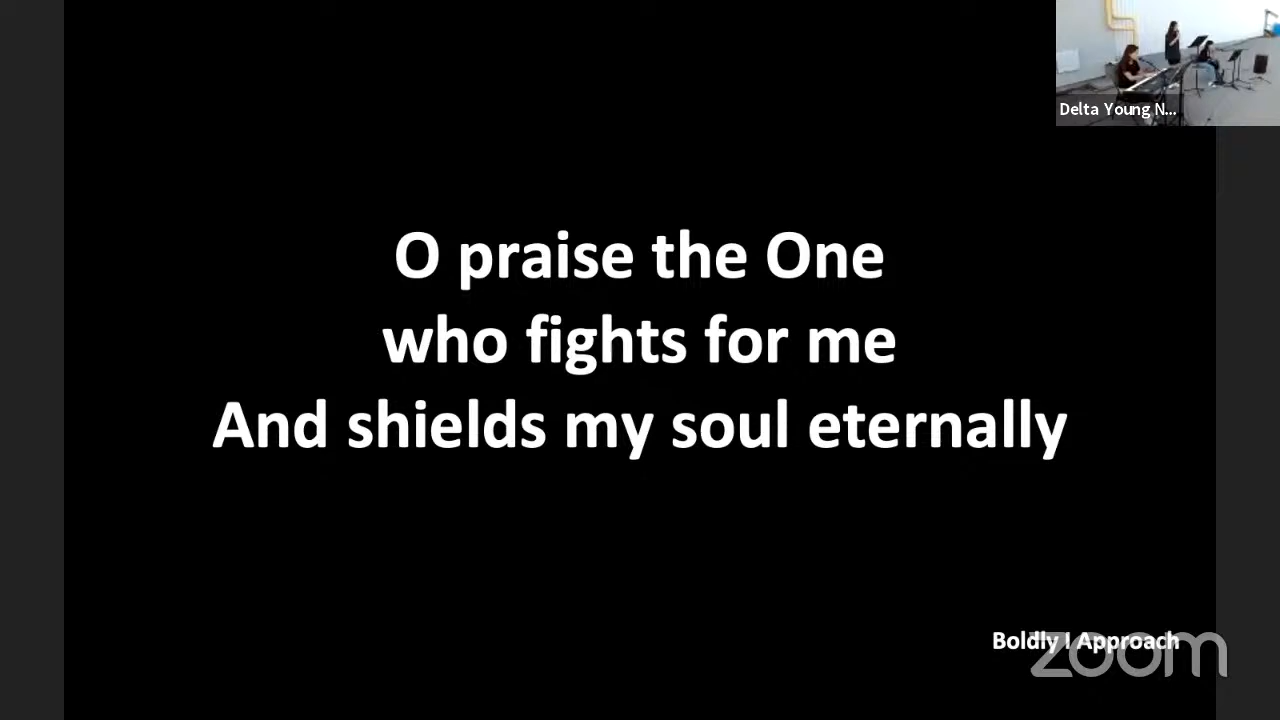 Delta Young N...
O praise the One
who fights for me
And shields my soul eternally
Boldly I Approach
zoom